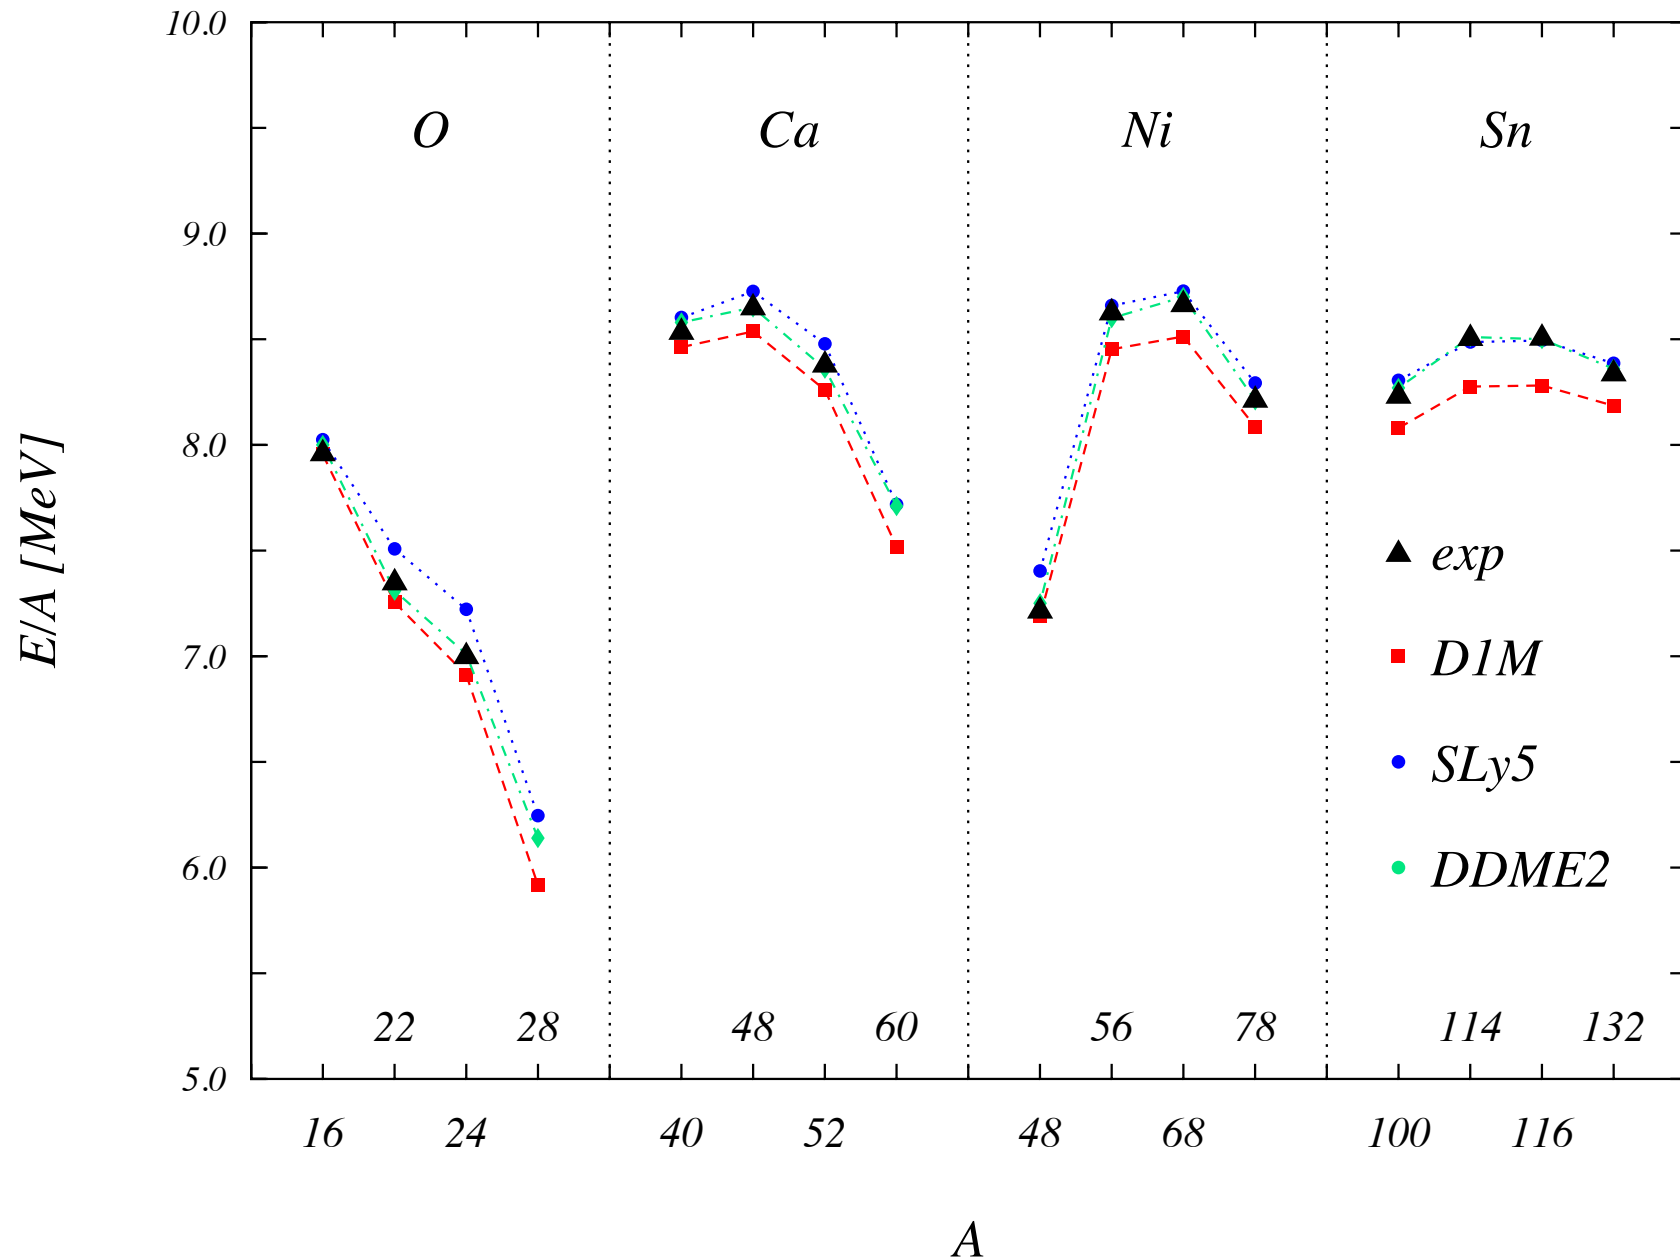 10.0
O Ca Ni Sn
9.0
8.0
E/A [MeV]
exp
7.0
D1M
SLy5
6.0
DDME2
22 28 48 60 56 78 114 132
5.0
16 24 40 52 48 68 100 116
A